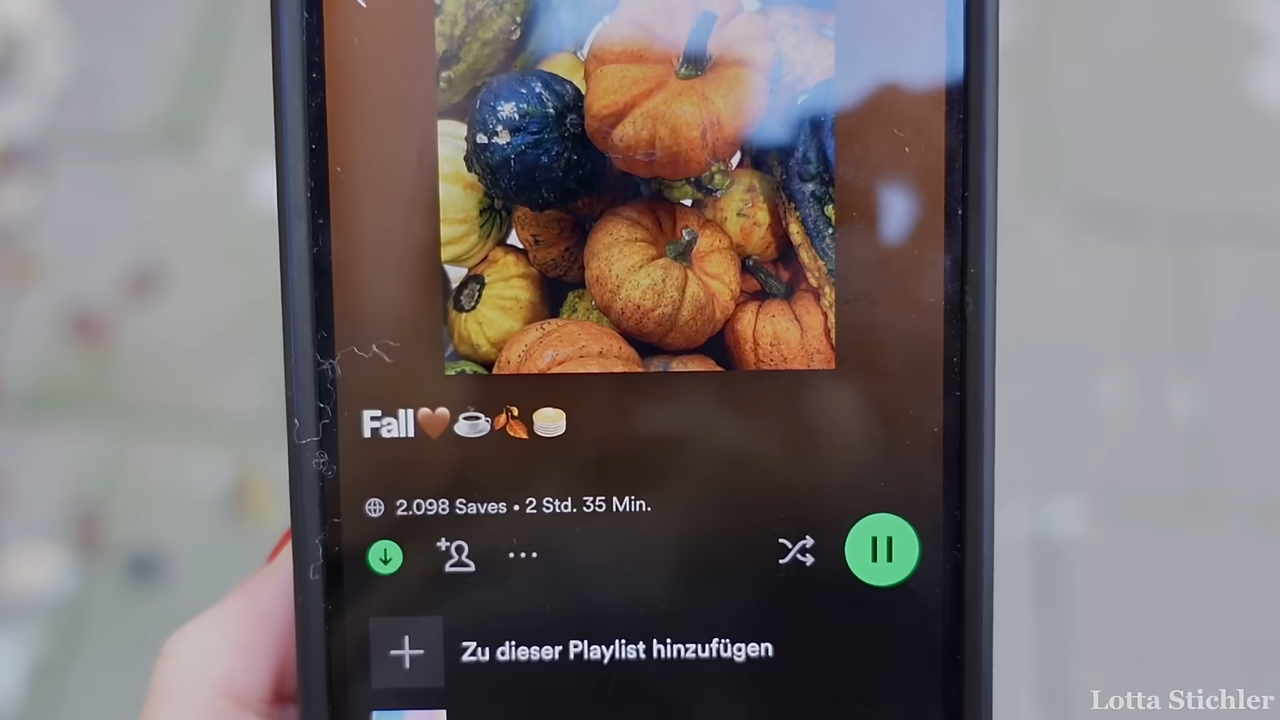 Fall🤎☕🍂🥞
2.098 Saves • 2 Std. 35 Min.
Zu dieser Playlist hinzufügen
Lotta Stichler